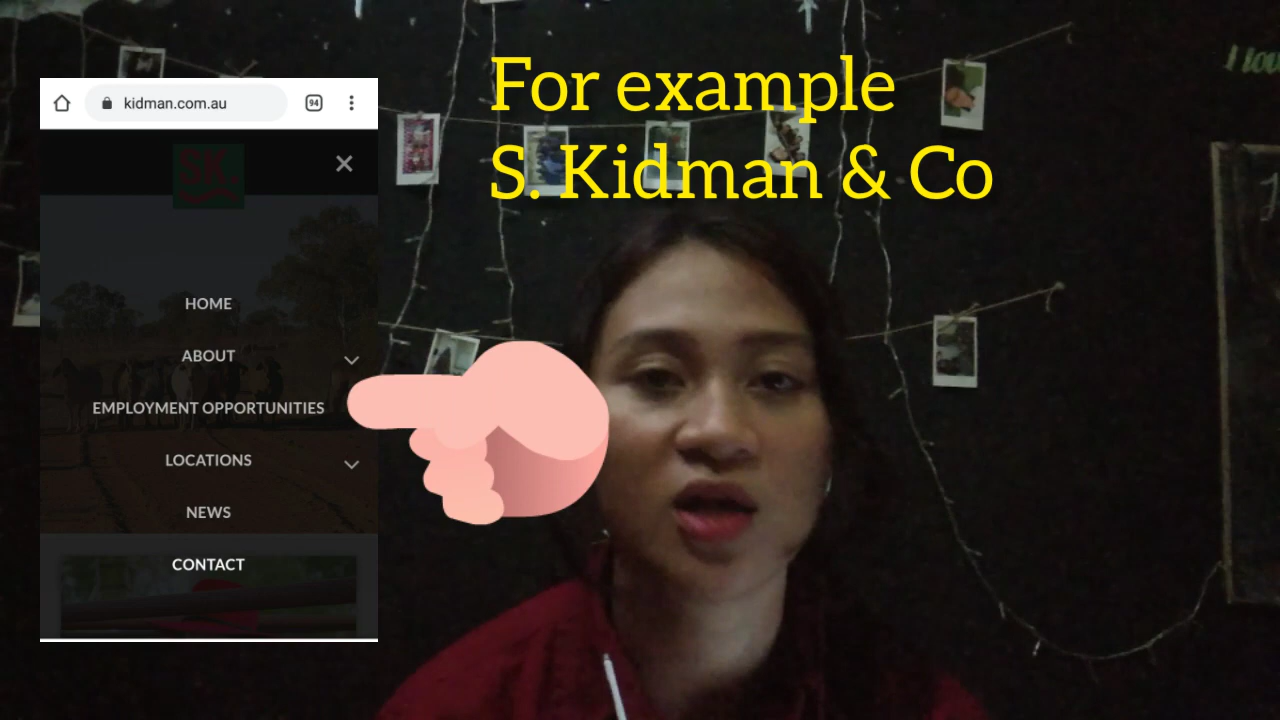 For example
S. Kidman & Co
kidman.com.au
94
SK.
HOME
ABOUT
EMPLOYMENT OPPORTUNITIES
LOCATIONS
NEWS
CONTACT